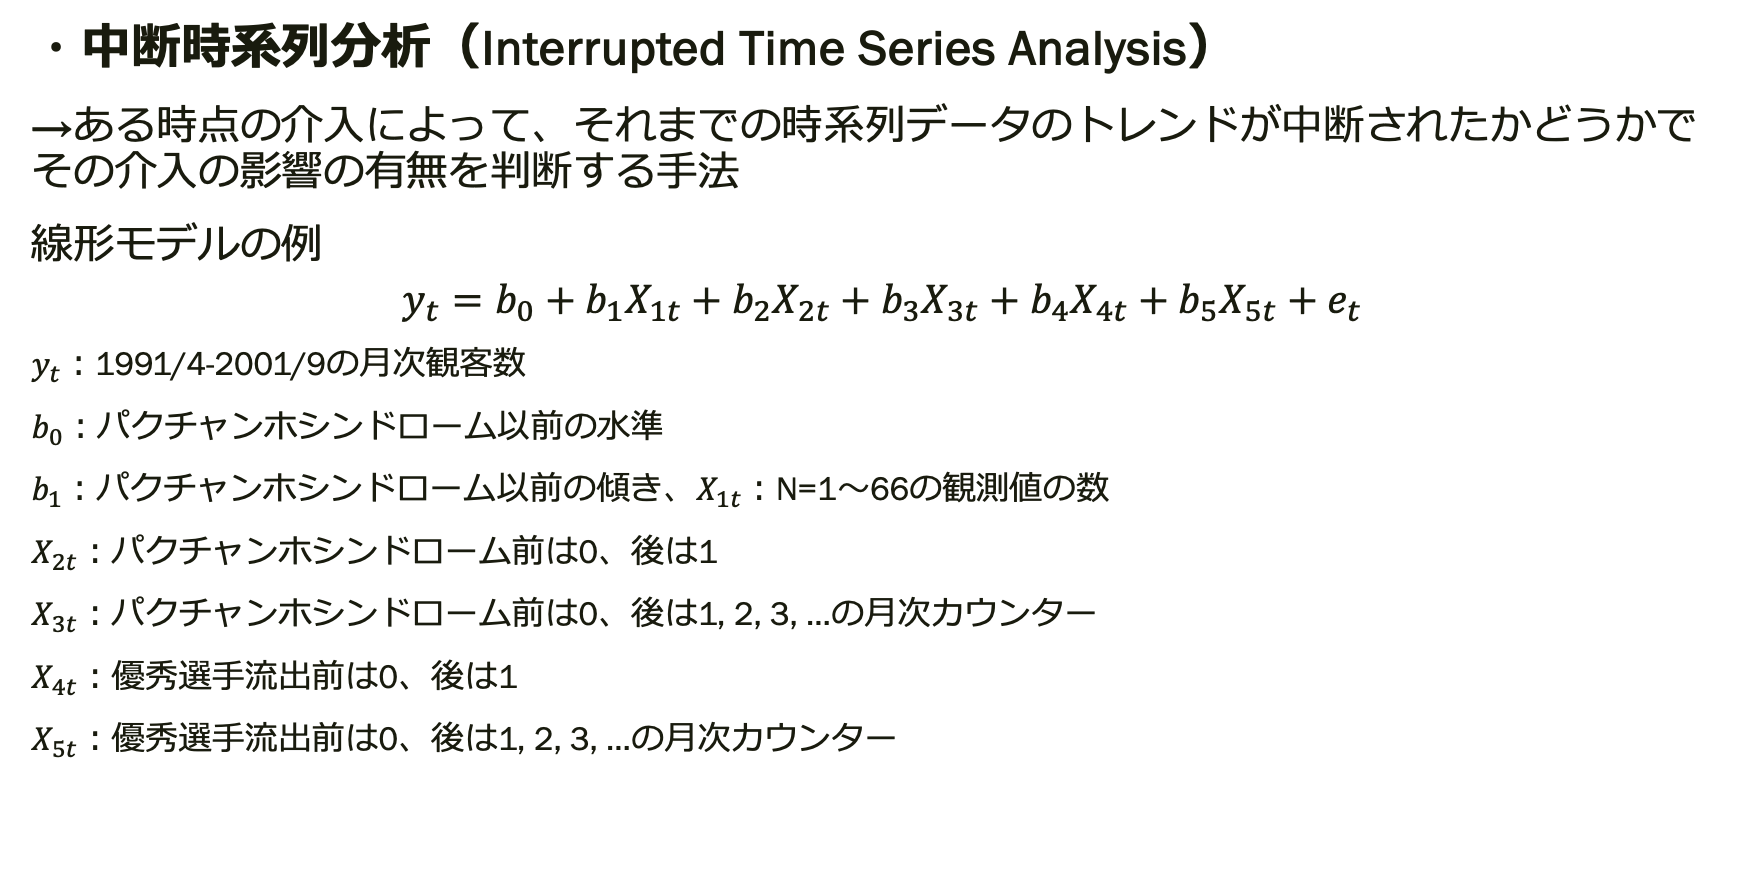 ・中断時系列分析（Interrupted Time Series Analysis）
→ある時点の介入によって、それまでの時系列データのトレンドが中断されたかどうかで
その介入の影響の有無を判断する手法
線形モデルの例
y_t = b_0 + b_1X_{1t} + b_2X_{2t} + b_3X_{3t} + b_4X_{4t} + b_5X_{5t} + e_t
y_t：1991/4-2001/9の月次観客数
b_0：パクチャンホシンドローム以前の水準
b_1：パクチャンホシンドローム以前の傾き、X_{1t}：N=1～66の観測値の数
X_{2t}：パクチャンホシンドローム前は0、後は1
X_{3t}：パクチャンホシンドローム前は0、後は1, 2, 3, …の月次カウンター
X_{4t}：優秀選手流出前は0、後は1
X_{5t}：優秀選手流出前は0、後は1, 2, 3, …の月次カウンター